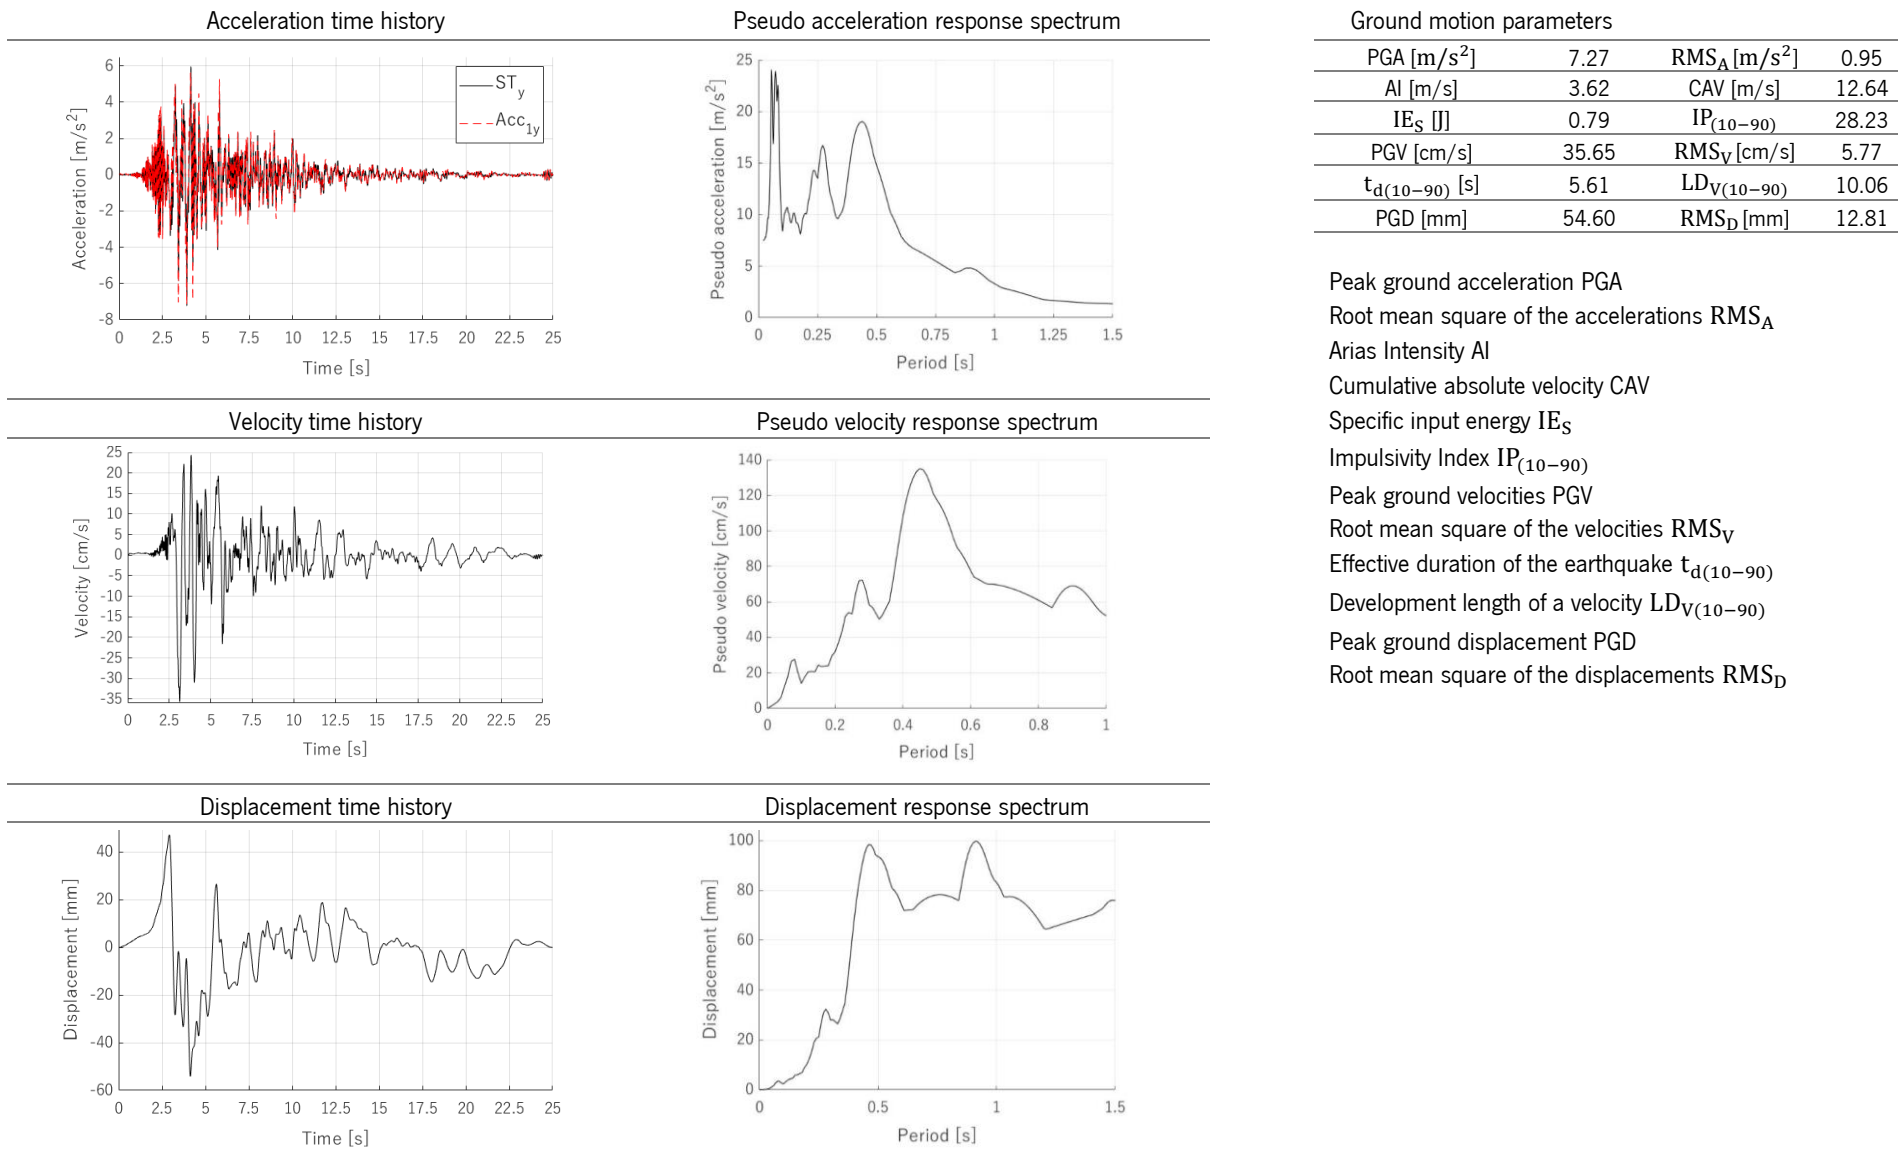 Acceleration time history
6
4
2
0
-2
-4
-6
-8
Acceleration [m/s²]
ST_y
Acc_1y
0 2.5 5 7.5 10 12.5 15 17.5 20 22.5 25
Time [s]
Pseudo acceleration response spectrum
25
20
15
10
5
0
Pseudo acceleration [m/s²]
0 0.25 0.5 0.75 1 1.25 1.5
Period [s]
Velocity time history
25
20
15
10
5
0
-5
-10
-15
-20
-25
-30
-35
Velocity [cm/s]
0 2.5 5 7.5 10 12.5 15 17.5 20 22.5 25
Time [s]
Pseudo velocity response spectrum
140
120
100
80
60
40
20
0
Pseudo velocity [cm/s]
0 0.2 0.4 0.6 0.8 1
Period [s]
Displacement time history
40
20
0
-20
-40
-60
Displacement [mm]
0 2.5 5 7.5 10 12.5 15 17.5 20 22.5 25
Time [s]
Displacement response spectrum
100
80
60
40
20
0
Displacement [mm]
0 0.5 1 1.5
Period [s]
Ground motion parameters
PGA [m/s²] 7.27 RMS_A [m/s²] 0.95
AI [m/s] 3.62 CAV [m/s] 12.64
IE_S [J] 0.79 IP_(10−90) 28.23
PGV [cm/s] 35.65 RMS_V [cm/s] 5.77
t_d(10−90) [s] 5.61 LD_V(10−90) 10.06
PGD [mm] 54.60 RMS_D [mm] 12.81
Peak ground acceleration PGA
Root mean square of the accelerations RMS_A
Arias Intensity AI
Cumulative absolute velocity CAV
Specific input energy IE_S
Impulsivity Index IP_(10−90)
Peak ground velocities PGV
Root mean square of the velocities RMS_V
Effective duration of the earthquake t_d(10−90)
Development length of a velocity LD_V(10−90)
Peak ground displacement PGD
Root mean square of the displacements RMS_D